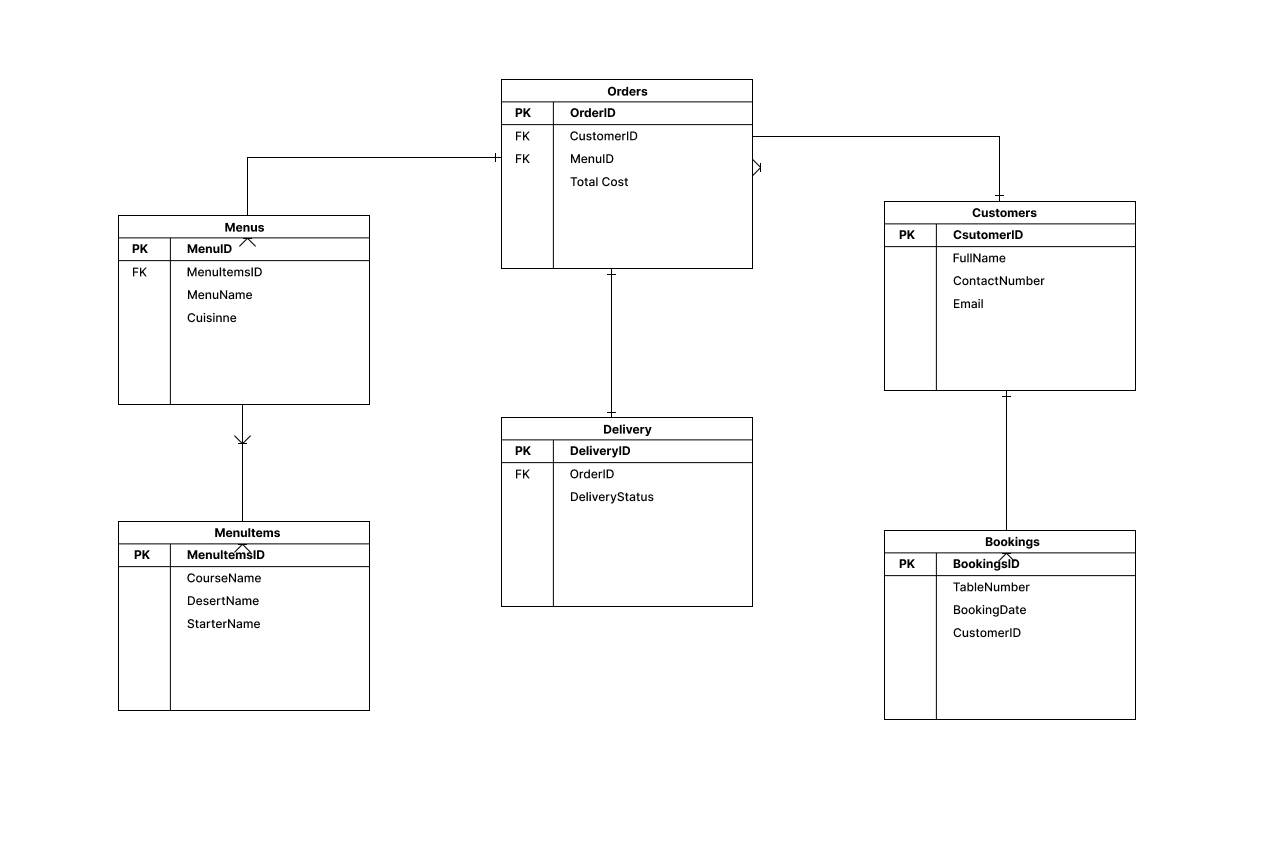 Orders
PK OrderID
FK CustomerID
FK MenuID
Total Cost
Menus
PK MenuID
FK MenuItemsID
MenuName
Cuisinne
Customers
PK CsutomerID
FullName
ContactNumber
Email
Delivery
PK DeliveryID
FK OrderID
DeliveryStatus
MenuItems
PK MenuItemsID
CourseName
DesertName
StarterName
Bookings
PK BookingsID
TableNumber
BookingDate
CustomerID